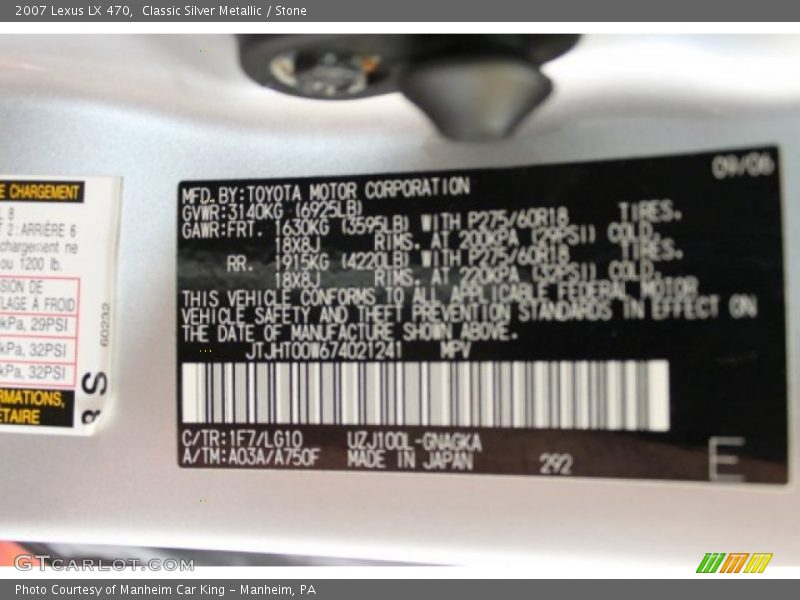 2007 Lexus LX 470,  Classic Silver Metallic / Stone
09/06
MFD. BY:TOYOTA MOTOR CORPORATION
GVWR:3140KG (6925LB)
GAWR:FRT. 1630KG (3595LB) WITH P275/60R18 TIRES.
18X8J RIMS. AT 200KPA (29PSI) COLD.
RR. 1915KG (4220LB) WITH P275/60R18 TIRES.
18X8J RIMS. AT 220KPA (32PSI) COLD.
THIS VEHICLE CONFORMS TO ALL APPLICABLE FEDERAL MOTOR
VEHICLE SAFETY AND THEFT PREVENTION STANDARDS IN EFFECT ON
THE DATE OF MANUFACTURE SHOWN ABOVE.
JTJHT00W674021241 MPV
C/TR:1F7/LG10 UZJ100L-GNAGKA
A/TM:A03A/A750F MADE IN JAPAN 292 E
E CHARGEMENT
8
2:ARRIÈRE 6
chargement ne
ou 1200 lb.
SION DE
FLAGE À FROID
kPa, 29PSI
kPa, 32PSI
kPa, 32PSI
RMATIONS,
ÉTAIRE
60232
S
GTCARLOT.COM
Photo Courtesy of Manheim Car King - Manheim, PA